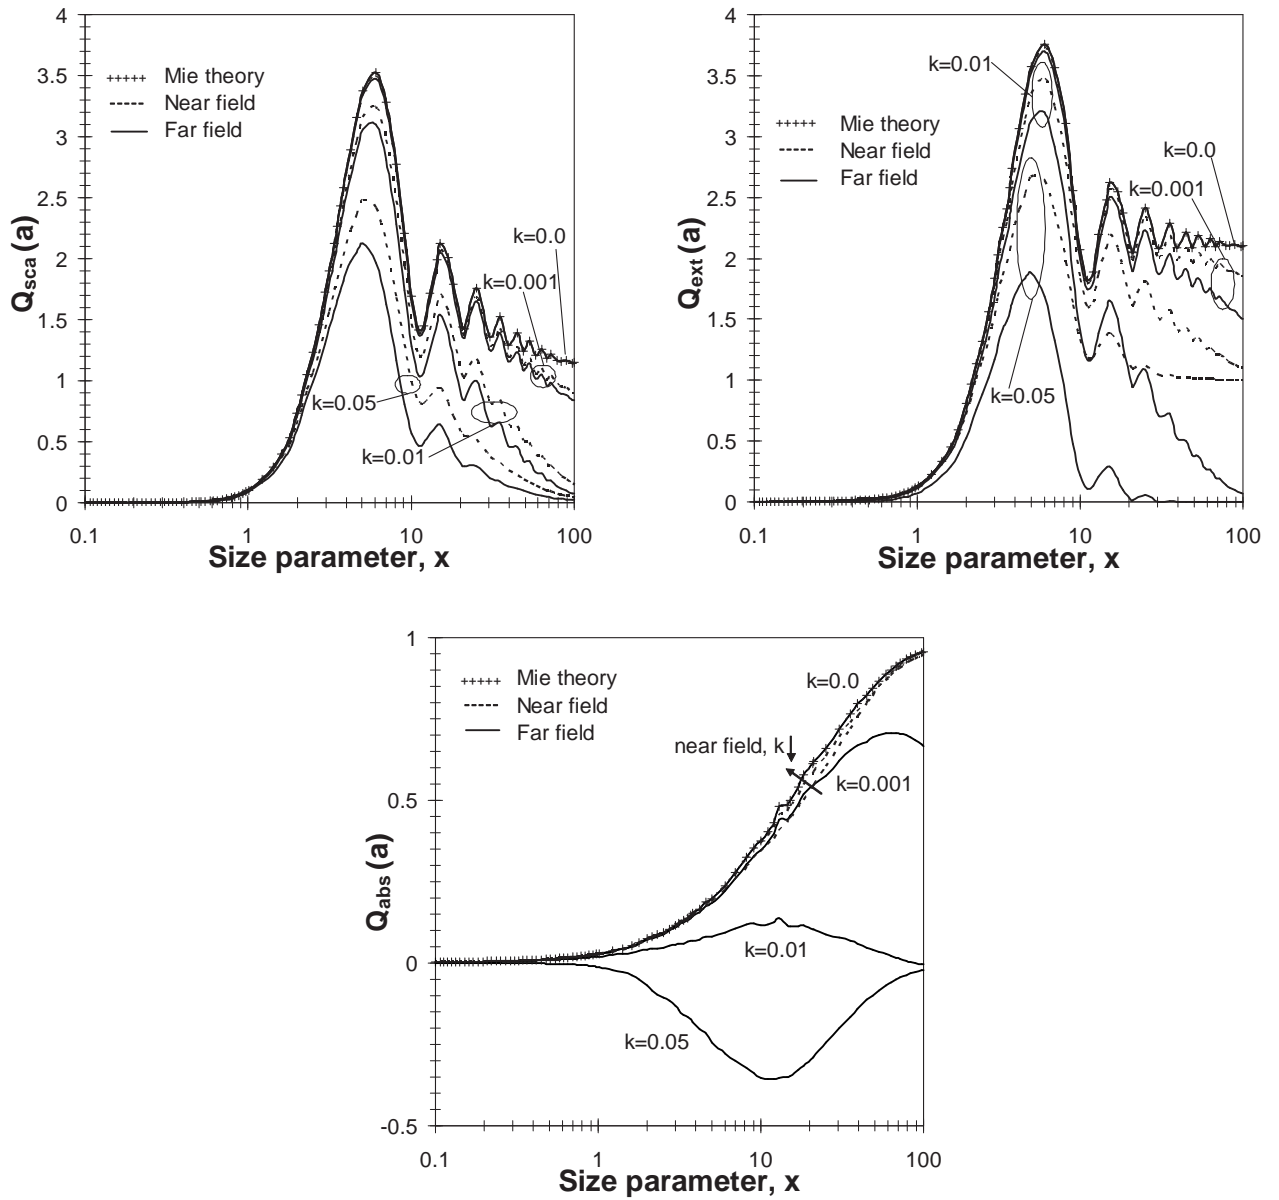 4
3.5
3
2.5
2
1.5
1
0.5
0
Q_sca (a)
+++++ Mie theory
Near field
Far field
k=0.0
k=0.001
k=0.05
k=0.01
0.1 1 10 100
Size parameter, x
4
3.5
3
2.5
2
1.5
1
0.5
0
Q_ext (a)
k=0.01
+++++ Mie theory
Near field
Far field
k=0.0
k=0.001
k=0.05
0.1 1 10 100
Size parameter, x
1
0.5
0
-0.5
Q_abs (a)
+++++ Mie theory
Near field
Far field
k=0.0
near field, k↓
k=0.001
k=0.01
k=0.05
0.1 1 10 100
Size parameter, x